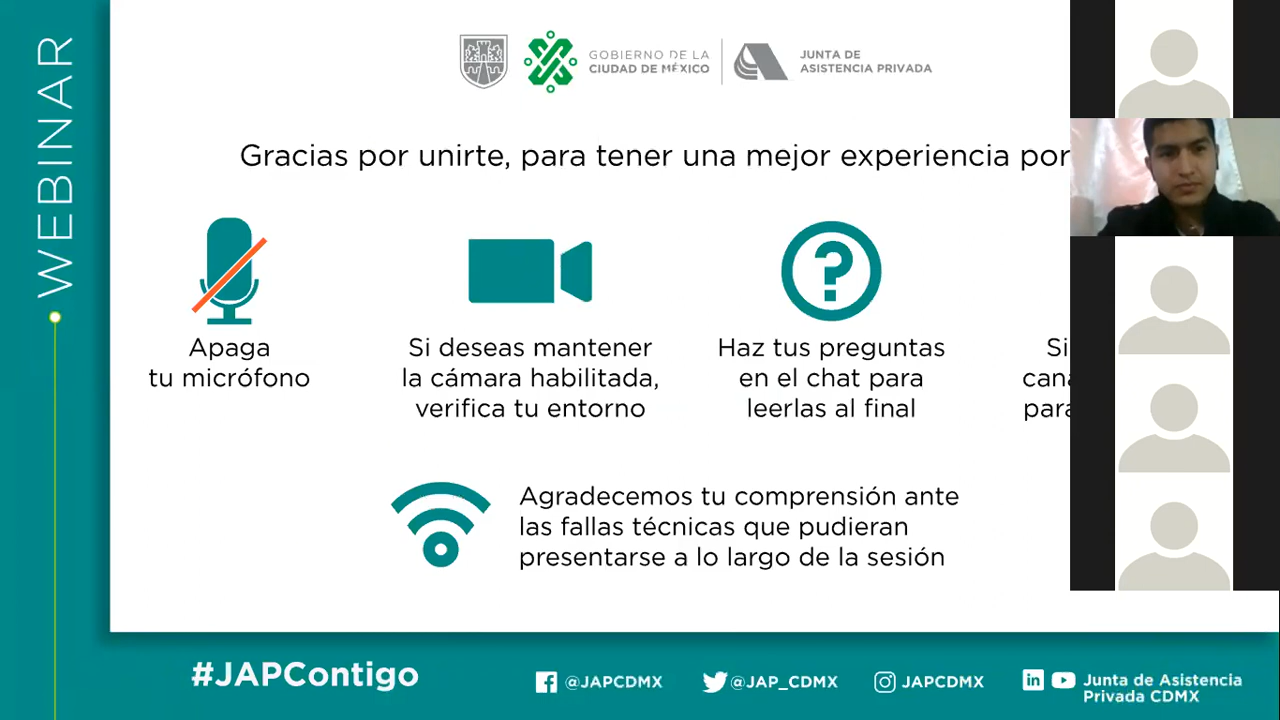 WEBINAR
GOBIERNO DE LA
CIUDAD DE MÉXICO
JUNTA DE
ASISTENCIA PRIVADA
Gracias por unirte, para tener una mejor experiencia por
Apaga
tu micrófono
Si deseas mantener
la cámara habilitada,
verifica tu entorno
?
Haz tus preguntas
en el chat para
leerlas al final
Si
Agradecemos tu comprensión ante
las fallas técnicas que pudieran
presentarse a lo largo de la sesión
#JAPContigo
@JAPCDMX
@JAP_CDMX
JAPCDMX
Junta de Asistencia
Privada CDMX